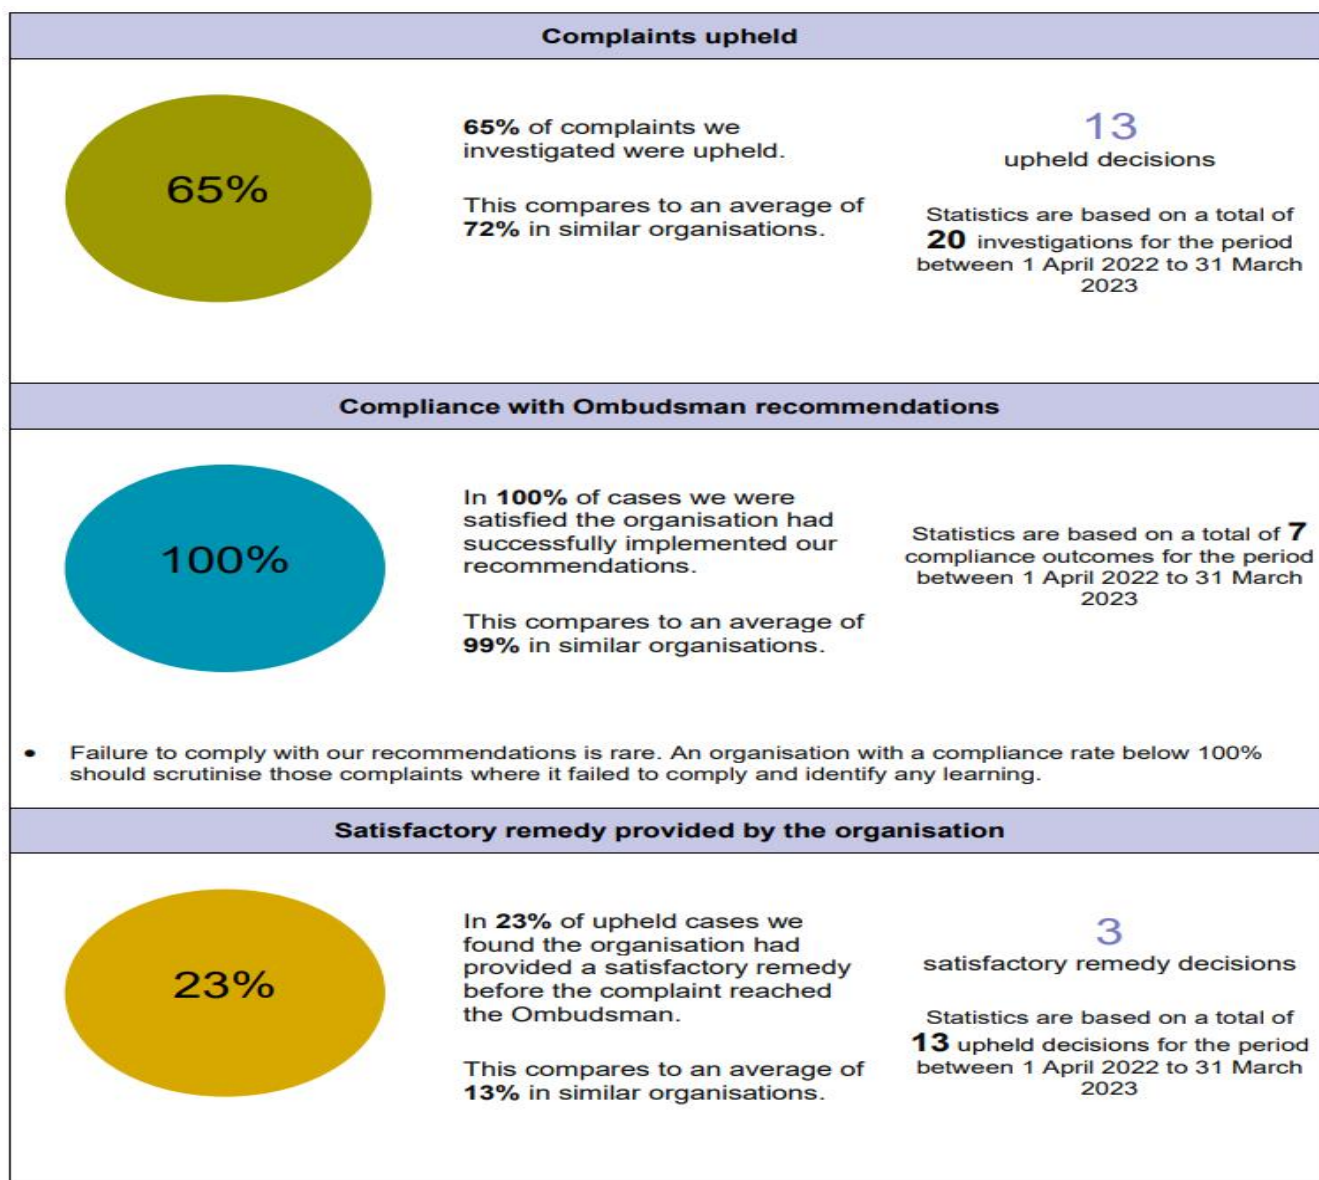 Complaints upheld
65%
65% of complaints we
investigated were upheld.
This compares to an average of
72% in similar organisations.
13
upheld decisions
Statistics are based on a total of
20 investigations for the period
between 1 April 2022 to 31 March
2023
Compliance with Ombudsman recommendations
100%
In 100% of cases we were
satisfied the organisation had
successfully implemented our
recommendations.
This compares to an average of
99% in similar organisations.
Statistics are based on a total of 7
compliance outcomes for the period
between 1 April 2022 to 31 March
2023
• Failure to comply with our recommendations is rare. An organisation with a compliance rate below 100%
should scrutinise those complaints where it failed to comply and identify any learning.
Satisfactory remedy provided by the organisation
23%
In 23% of upheld cases we
found the organisation had
provided a satisfactory remedy
before the complaint reached
the Ombudsman.
This compares to an average of
13% in similar organisations.
3
satisfactory remedy decisions
Statistics are based on a total of
13 upheld decisions for the period
between 1 April 2022 to 31 March
2023